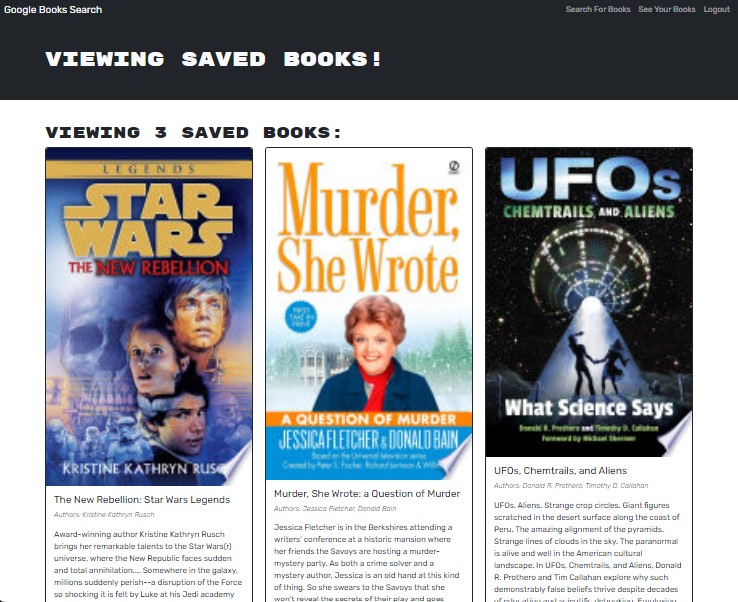 Google Books Search
Search For Books See Your Books Logout
VIEWING SAVED BOOKS!
VIEWING 3 SAVED BOOKS:
LEGENDS
STAR
WARS
THE NEW REBELLION
KRISTINE KATHRYN
The New Rebellion: Star Wars Legends
Authors: Kristine Kathryn Rusch
Award-winning author Kristine Kathryn Rusch
brings her remarkable talents to the Star Wars(r)
universe, where the New Republic faces sudden
and total annihilation.... Somewhere in the galaxy,
millions suddenly perish--a disruption of the Force
so shocking it is felt by Luke at his Jedi academy
Murder,
She Wrote
FIRST
TIME IN
PRINT
A QUESTION OF MURDER
JESSICA FLETCHER & DONALD BAIN
Based on the Universal television series
Created by Peter S. Fischer, Richard Levinson &
Murder, She Wrote: a Question of Murder
Authors: Jessica Fletcher, Donald Bain
Jessica Fletcher is in the Berkshires attending a
writers' conference at a historic mansion where
her friends the Savoys are hosting a murder-
mystery party. As both a crime solver and a
mystery author, Jessica is an old hand at this kind
of thing. So she swears to the Savoys that she
won't reveal the secrets of their play and goes
UFOs
CHEMTRAILS AND ALIENS
What Science Says
Donald R. Prothero and Timothy D. Callahan
Foreword by Michael Shermer
UFOs, Chemtrails, and Aliens
Authors: Donald R. Prothero, Timothy D. Callahan
UFOs. Aliens. Strange crop circles. Giant figures
scratched in the desert surface along the coast of
Peru. The amazing alignment of the pyramids.
Strange lines of clouds in the sky. The paranormal
is alive and well in the American cultural
landscape. In UFOs, Chemtrails, and Aliens, Donald
R. Prothero and Tim Callahan explore why such
demonstrably false beliefs thrive despite decades